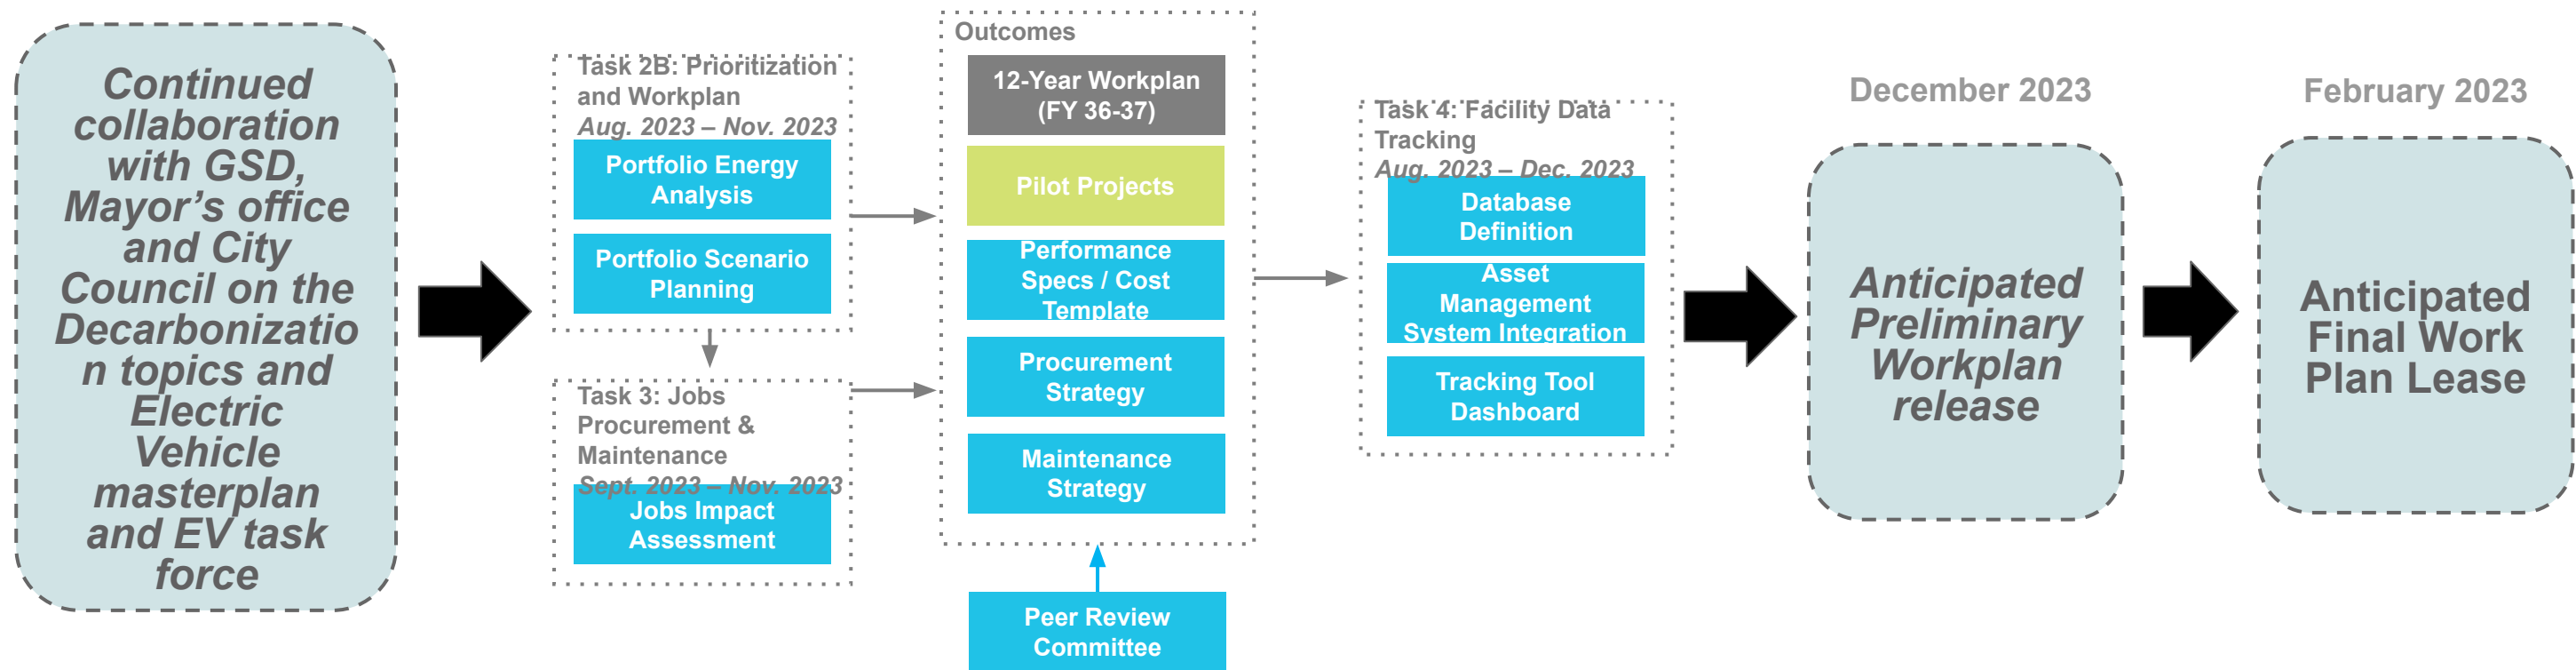 Continued
collaboration
with GSD,
Mayor’s office
and City
Council on the
Decarbonizatio
n topics and
Electric
Vehicle
masterplan
and EV task
force
Task 2B: Prioritization
and Workplan
Aug. 2023 – Nov. 2023
Portfolio Energy
Analysis
Portfolio Scenario
Planning
Task 3: Jobs
Procurement &
Maintenance
Sept. 2023 – Nov. 2023
Jobs Impact
Assessment
Outcomes
12-Year Workplan
(FY 36-37)
Pilot Projects
Performance
Specs / Cost
Template
Procurement
Strategy
Maintenance
Strategy
Peer Review
Committee
Task 4: Facility Data
Tracking
Aug. 2023 – Dec. 2023
Database
Definition
Asset
Management
System Integration
Tracking Tool
Dashboard
December 2023
Anticipated
Preliminary
Workplan
release
February 2023
Anticipated
Final Work
Plan Lease